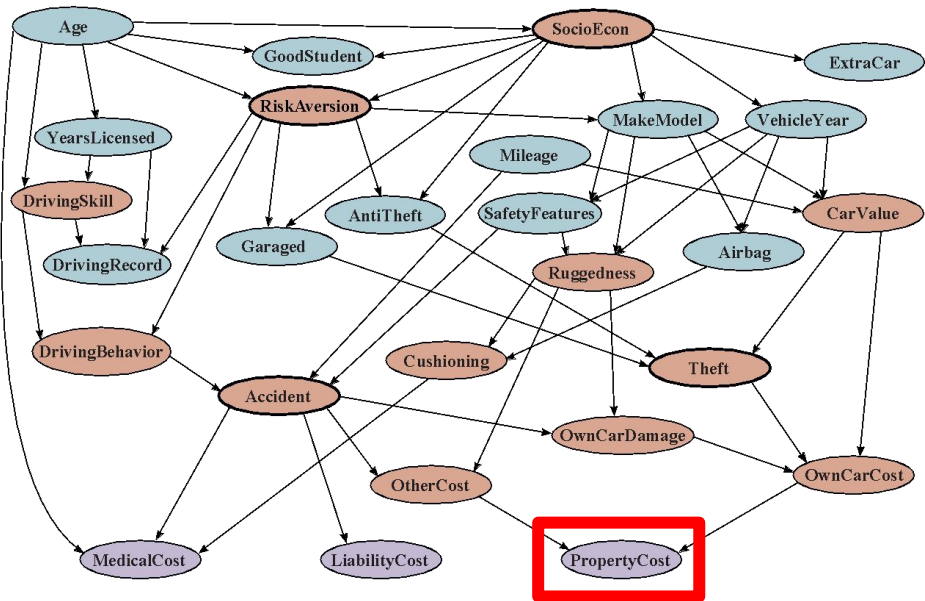 Age
SocioEcon
GoodStudent
ExtraCar
RiskAversion
YearsLicensed
MakeModel
VehicleYear
Mileage
DrivingSkill
AntiTheft
SafetyFeatures
CarValue
Garaged
Airbag
DrivingRecord
Ruggedness
DrivingBehavior
Cushioning
Theft
Accident
OwnCarDamage
OtherCost
OwnCarCost
MedicalCost
LiabilityCost
PropertyCost